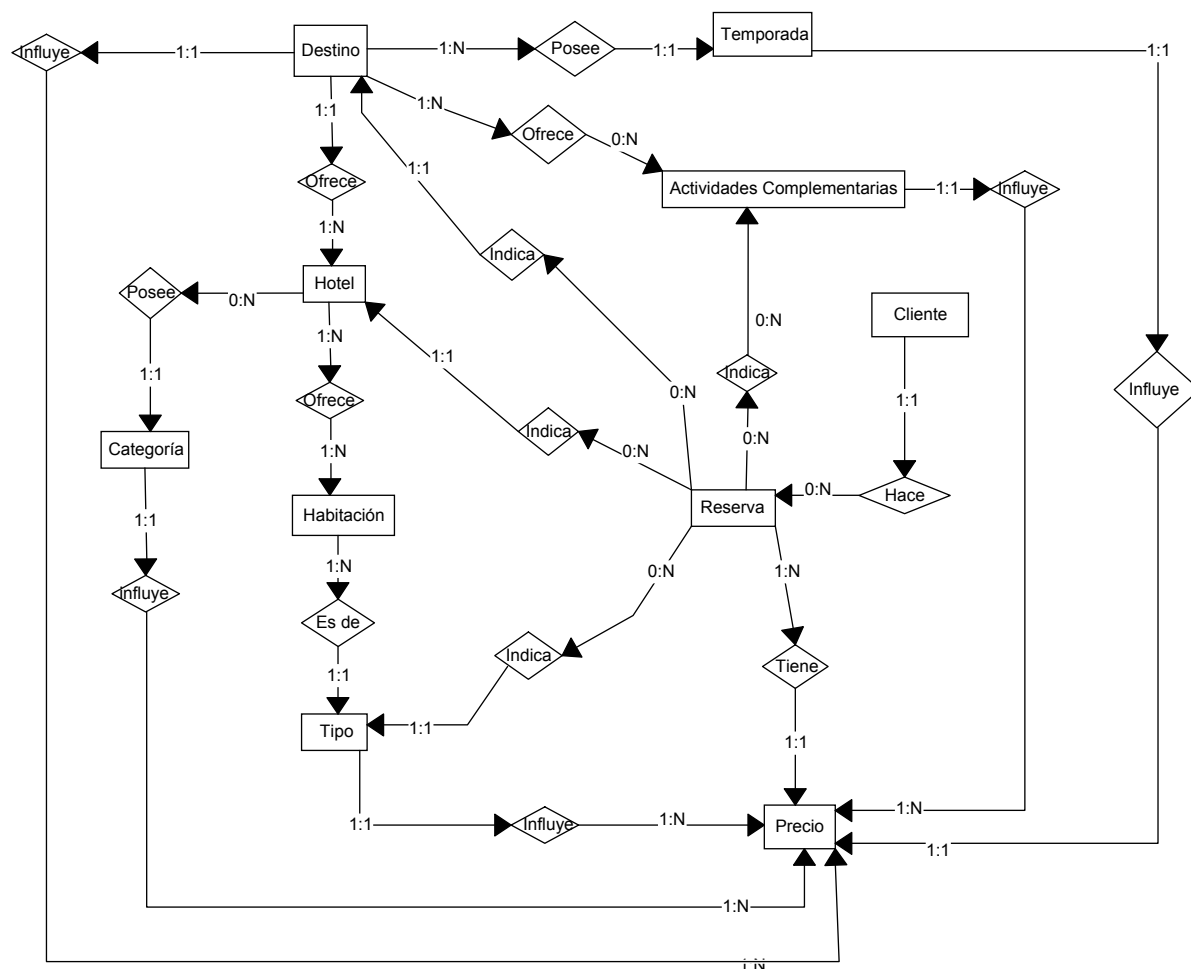 Influye
1:1
Destino
1:N
Posee
1:1
Temporada
1:1
1:1
1:N
Ofrece
0:N
1:1
Ofrece
Actividades Complementarias
1:1
Influye
1:N
Indica
Posee
0:N
Hotel
Cliente
1:N
0:N
1:1
1:1
Indica
1:1
Ofrece
0:N
1:1
Influye
Categoría
1:N
Indica
0:N
0:N
0:N
Hace
Habitación
Reserva
1:1
1:N
0:N
1:N
Influye
Es de
Indica
Tiene
1:1
Tipo
1:1
1:1
1:1
Influye
1:N
Precio
1:N
1:1
1:N
1:N